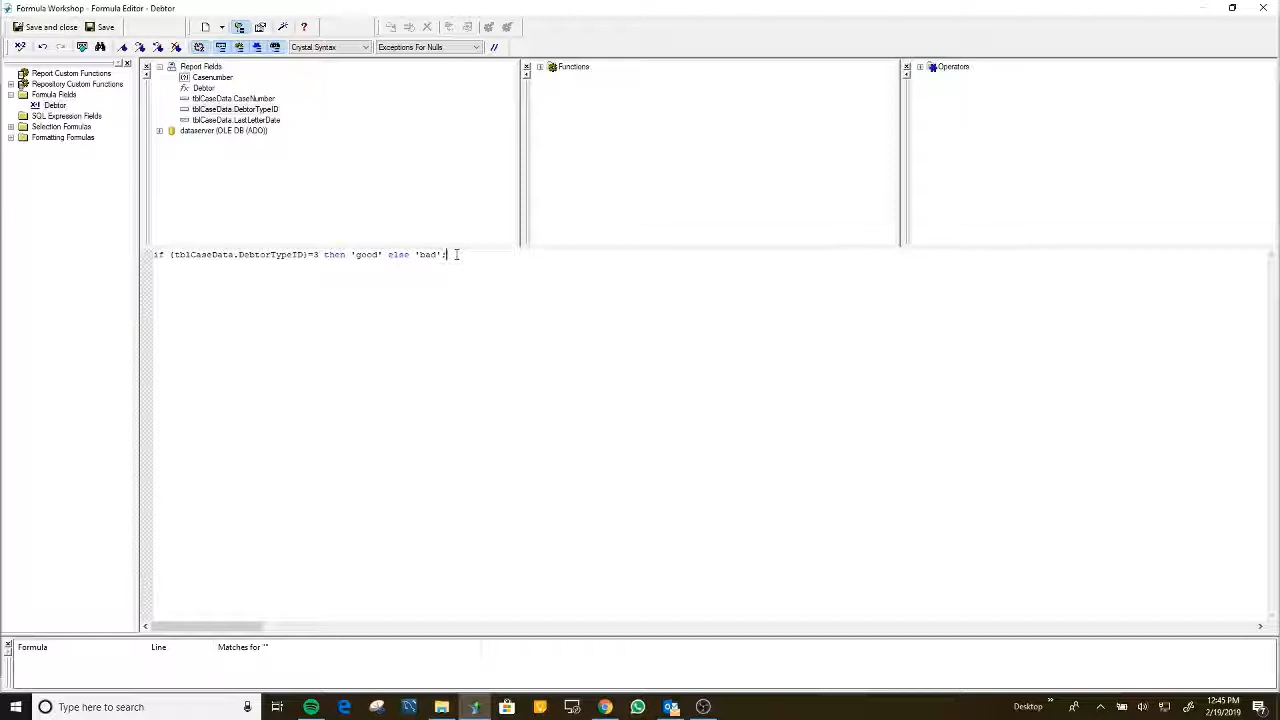 Formula Workshop - Formula Editor - Debtor
Save and close
Save
Crystal Syntax
Exceptions For Nulls
Report Custom Functions
Repository Custom Functions
Formula Fields
Debtor
SQL Expression Fields
Selection Formulas
Formatting Formulas
Report Fields
Casenumber
Debtor
tblCaseData.CaseNumber
tblCaseData.DebtorTypeID
tblCaseData.LastLetterDate
dataserver (OLE DB (ADO))
Functions
Operators
if {tblCaseData.DebtorTypeID}=3 then 'good' else 'bad';
Formula Line Matches for ""
Type here to search
Desktop
12:45 PM
2/19/2019